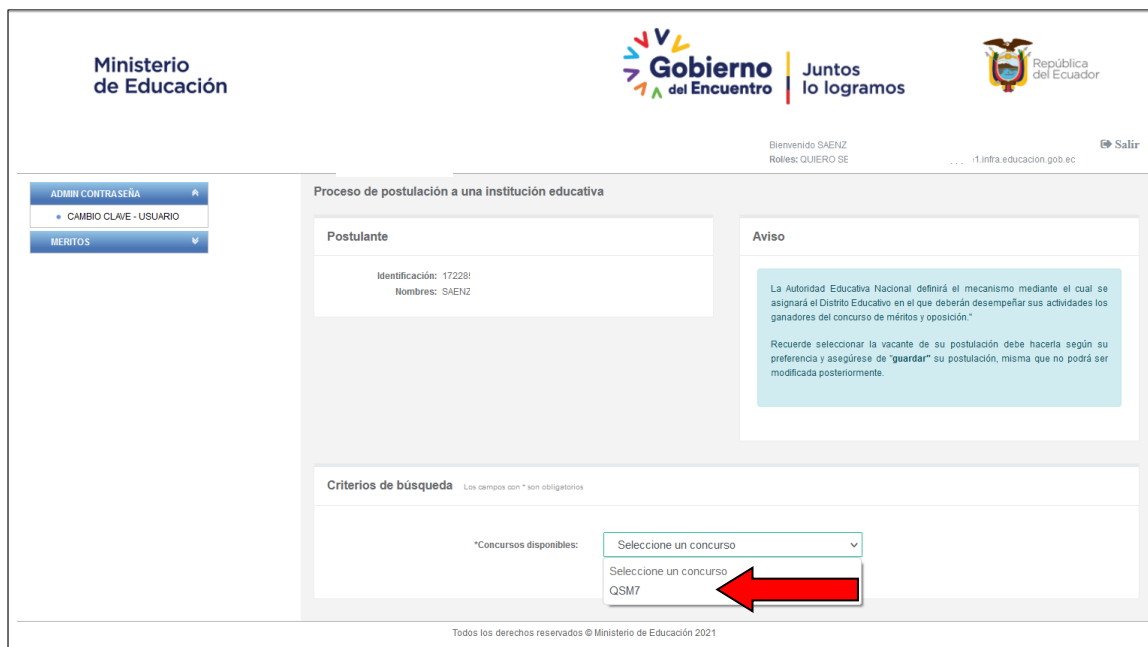 Ministerio
de Educación
Gobierno
del Encuentro
Juntos
lo logramos
República
del Ecuador
Bienvenido SAENZ
Rol/es: QUIERO SE
1.infra.educacion.gob.ec
Salir
ADMIN CONTRASEÑA
CAMBIO CLAVE - USUARIO
MERITOS
Proceso de postulación a una institución educativa
Postulante
Identificación: 17228
Nombres: SAENZ
Aviso
La Autoridad Educativa Nacional definirá el mecanismo mediante el cual se
asignará el Distrito Educativo en el que deberán desempeñar sus actividades los
ganadores del concurso de méritos y oposición."
Recuerde seleccionar la vacante de su postulación debe hacerla según su
preferencia y asegúrese de "guardar" su postulación, misma que no podrá ser
modificada posteriormente.
Criterios de búsqueda Los campos con * son obligatorios
*Concursos disponibles:
Seleccione un concurso
Seleccione un concurso
QSM7
Todos los derechos reservados © Ministerio de Educación 2021